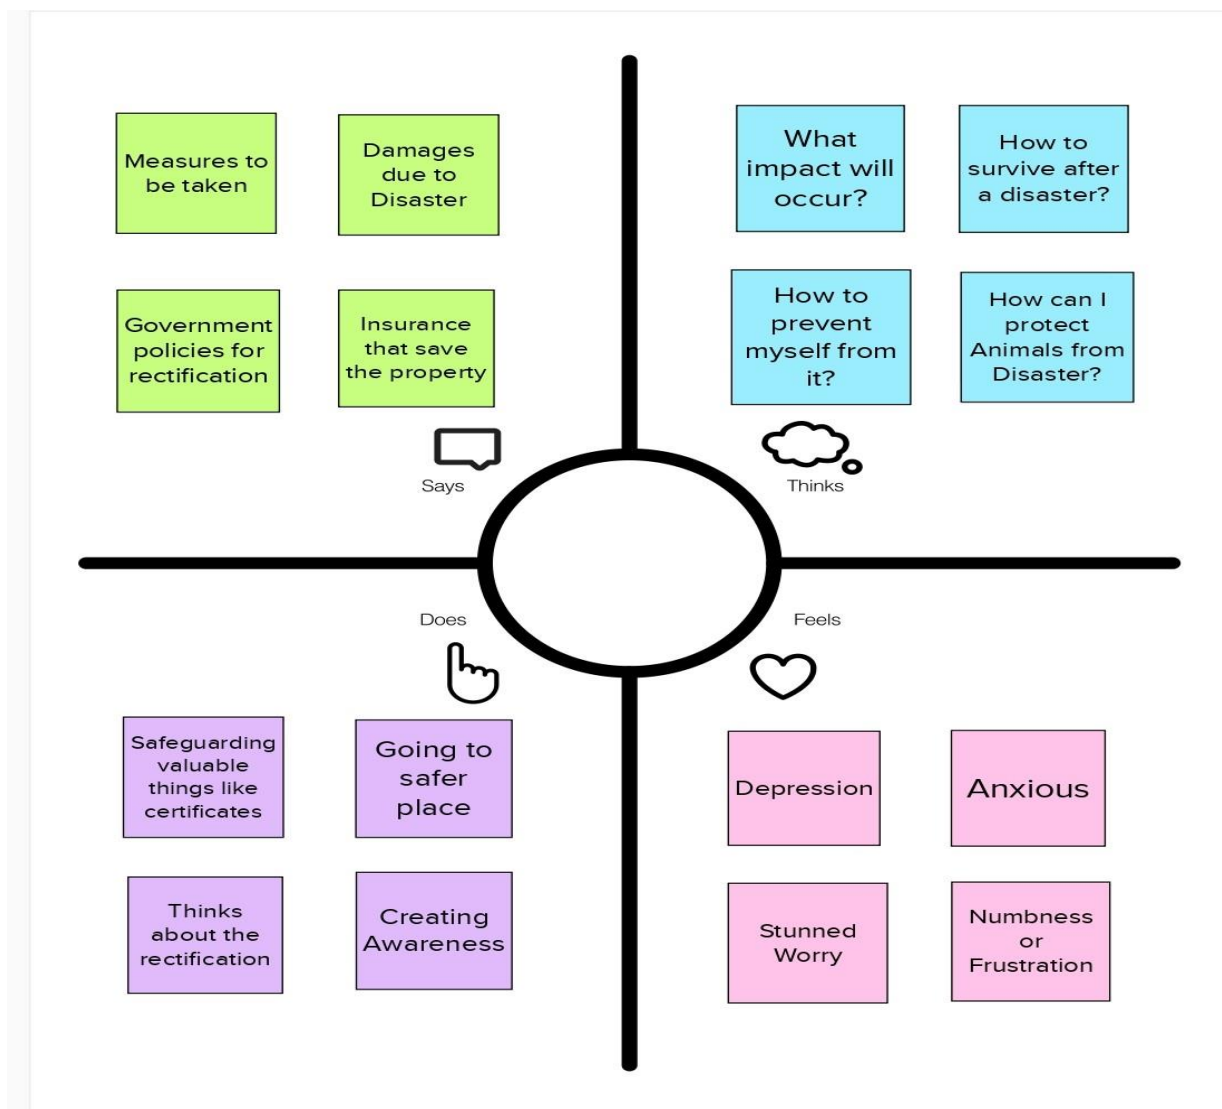 Measures to
be taken
Damages
due to
Disaster
Government
policies for
rectification
Insurance
that save
the property
Says
What
impact will
occur?
How to
survive after
a disaster?
How to
prevent
myself from
it?
How can I
protect
Animals from
Disaster?
Thinks
Does
Safeguarding
valuable
things like
certificates
Going to
safer
place
Thinks
about the
rectification
Creating
Awareness
Feels
Depression
Anxious
Stunned
Worry
Numbness
or
Frustration